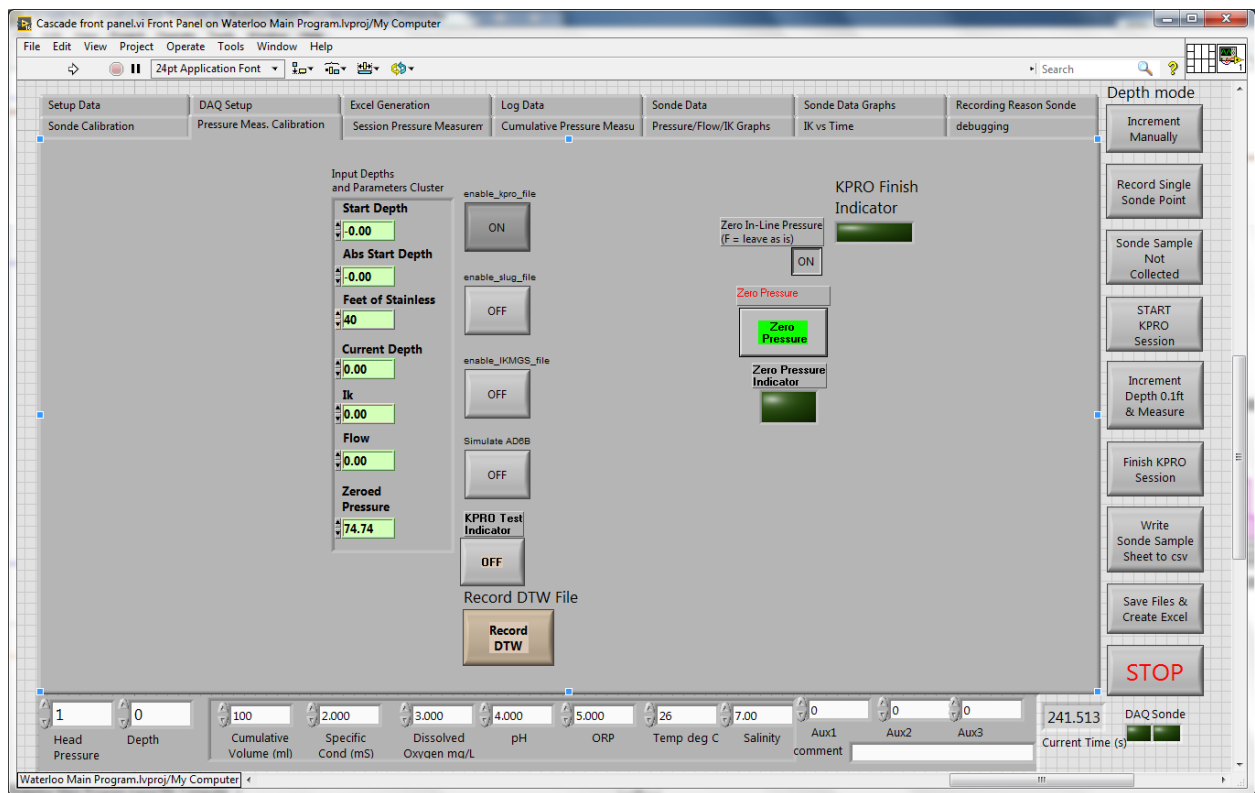 Cascade front panel.vi Front Panel on Waterloo Main Program.lvproj/My Computer
File Edit View Project Operate Tools Window Help
24pt Application Font
Search
Setup Data DAQ Setup Excel Generation Log Data Sonde Data Sonde Data Graphs Recording Reason Sonde
Sonde Calibration Pressure Meas. Calibration Session Pressure Measurem Cumulative Pressure Measu Pressure/Flow/IK Graphs IK vs Time debugging
Input Depths
and Parameters Cluster
Start Depth
-0.00
Abs Start Depth
-0.00
Feet of Stainless
40
Current Depth
0.00
Ik
0.00
Flow
0.00
Zeroed
Pressure
74.74
enable_kpro_file
ON
enable_slug_file
OFF
enable_IKMGS_file
OFF
Simulate AD6B
OFF
KPRO Test
Indicator
OFF
Record DTW File
Record
DTW
KPRO Finish
Indicator
Zero In-Line Pressure
(F = leave as is)
ON
Zero Pressure
Zero
Pressure
Zero Pressure
Indicator
Depth mode
Increment
Manually
Record Single
Sonde Point
Sonde Sample
Not
Collected
START
KPRO
Session
Increment
Depth 0.1ft
& Measure
Finish KPRO
Session
Write
Sonde Sample
Sheet to csv
Save Files &
Create Excel
STOP
DAQ Sonde
1 0 100 2.000 3.000 4.000 5.000 26 7.00 0 0 0
Head
Pressure
Depth
Cumulative
Volume (ml)
Specific
Cond (mS)
Dissolved
Oxygen mg/L
pH
ORP
Temp deg C
Salinity
Aux1
Aux2
Aux3
comment
241.513
Current Time (s)
Waterloo Main Program.lvproj/My Computer